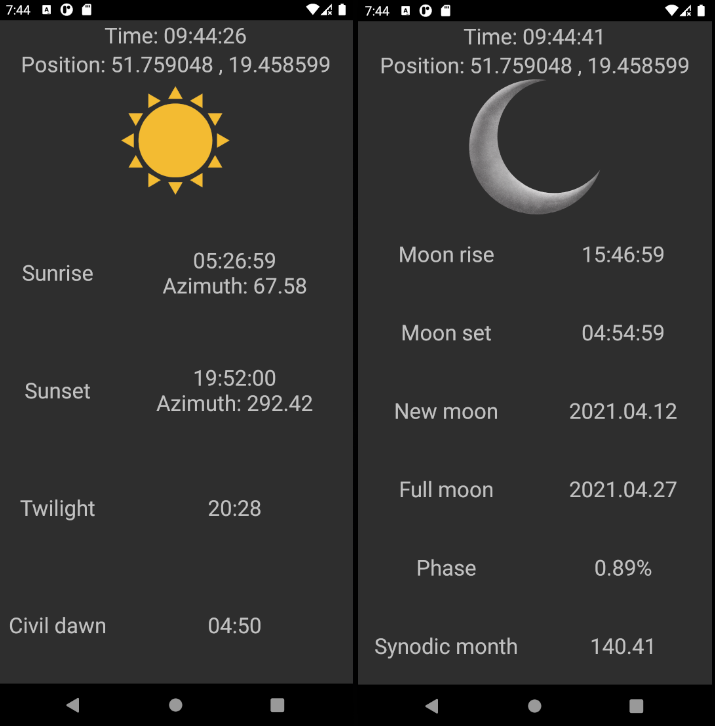 7:44
Time: 09:44:26
Position: 51.759048 , 19.458599
Sunrise
05:26:59
Azimuth: 67.58
Sunset
19:52:00
Azimuth: 292.42
Twilight
20:28
Civil dawn
04:50
7:44
Time: 09:44:41
Position: 51.759048 , 19.458599
Moon rise
15:46:59
Moon set
04:54:59
New moon
2021.04.12
Full moon
2021.04.27
Phase
0.89%
Synodic month
140.41